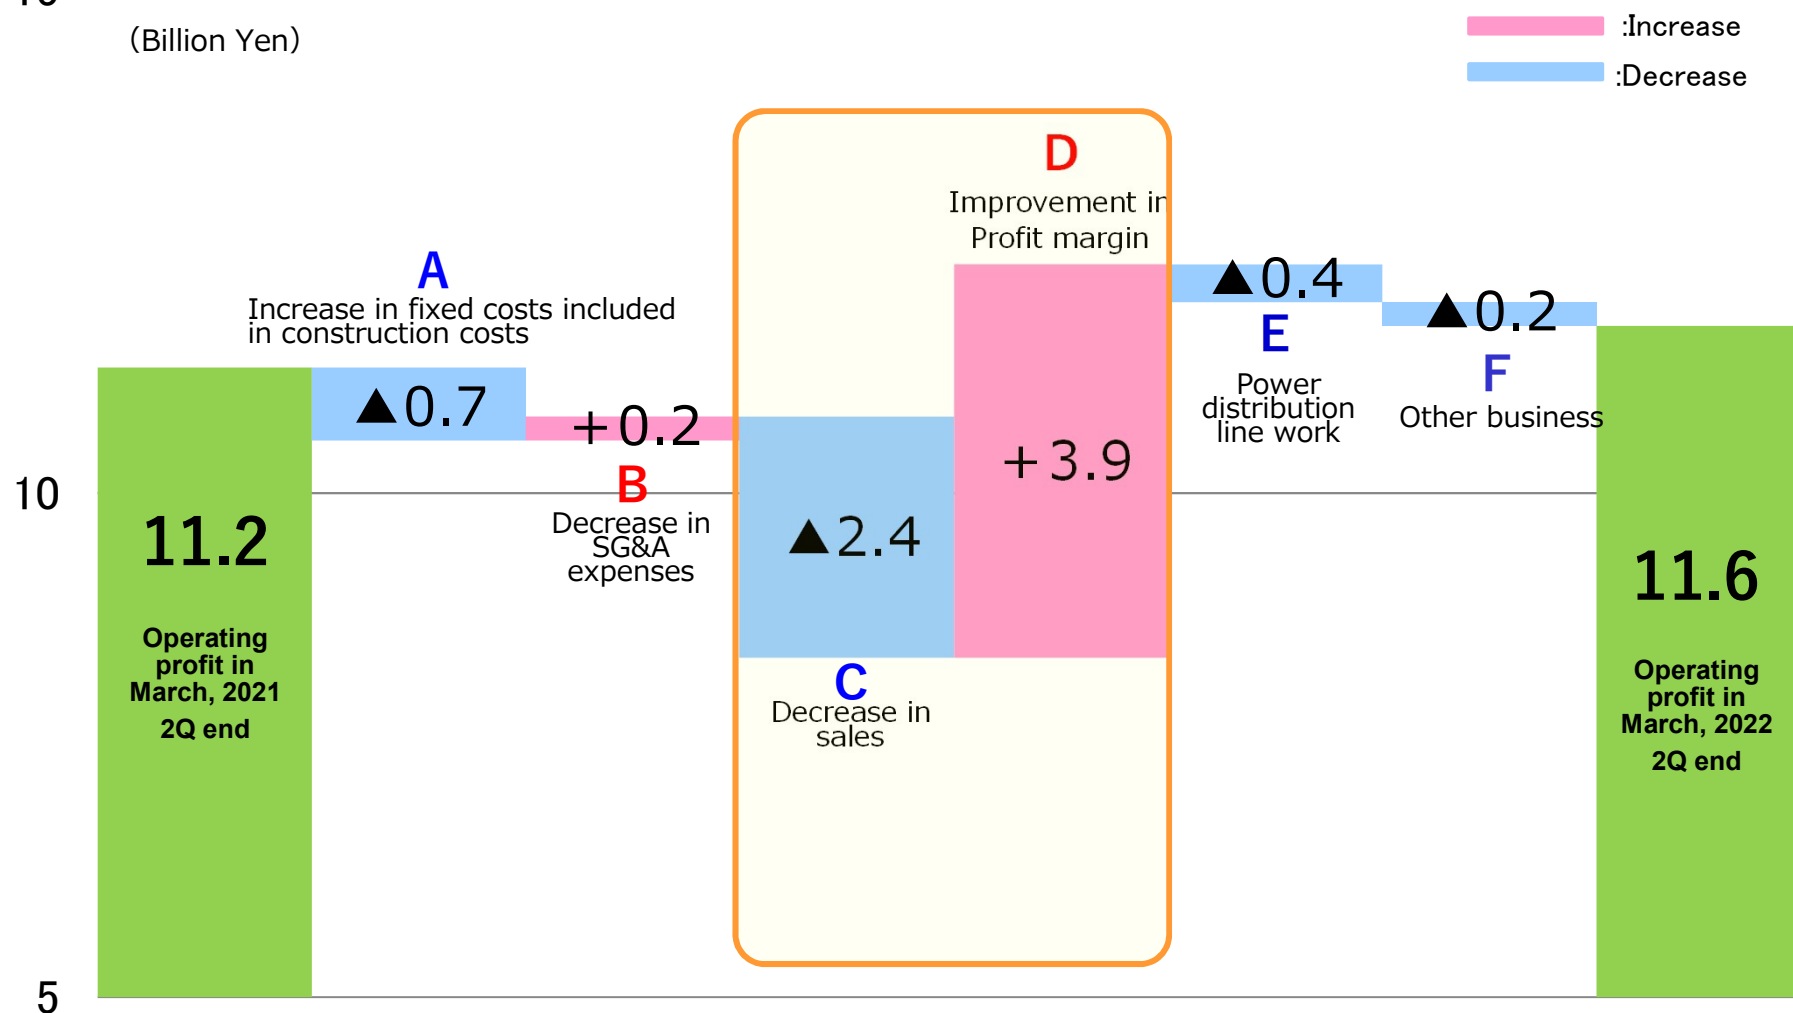 （Billion Yen）
:Increase
:Decrease
D
Improvement in
Profit margin
A
Increase in fixed costs included
in construction costs
▲0.7
+0.2
B
Decrease in
SG&A
expenses
▲2.4
C
Decrease in
sales
+3.9
▲0.4
E
Power
distribution
line work
▲0.2
F
Other business
10
5
11.2
Operating
profit in
March, 2021
2Q end
11.6
Operating
profit in
March, 2022
2Q end